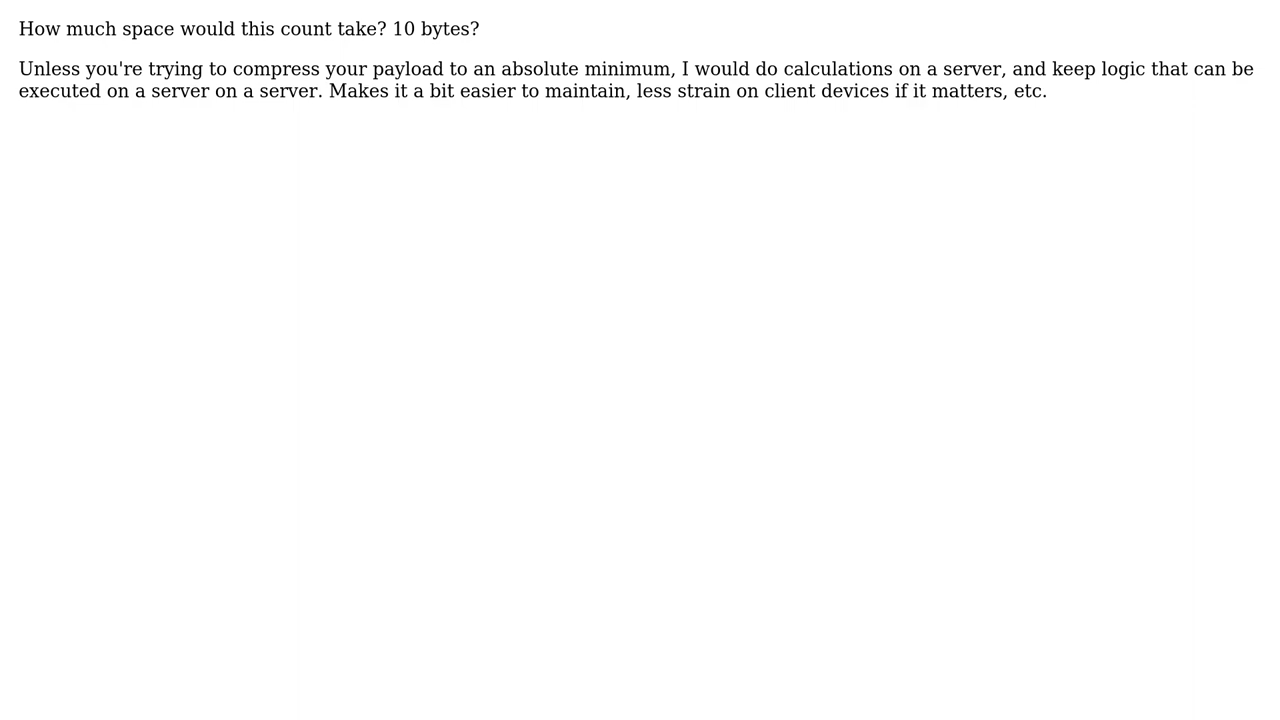 How much space would this count take? 10 bytes?
Unless you're trying to compress your payload to an absolute minimum, I would do calculations on a server, and keep logic that can be
executed on a server on a server. Makes it a bit easier to maintain, less strain on client devices if it matters, etc.